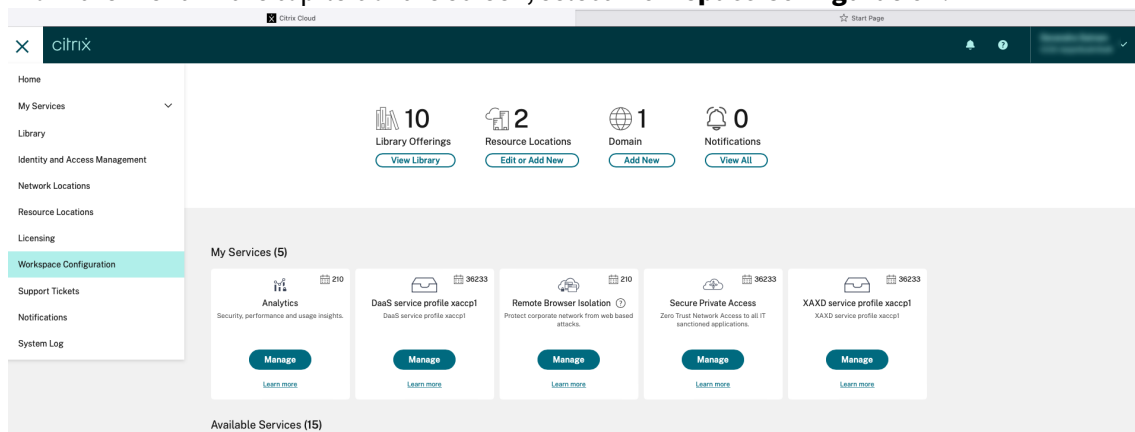 Citrix Cloud
Start Page
citrix
Home
My Services
Library
Identity and Access Management
Network Locations
Resource Locations
Licensing
Workspace Configuration
Support Tickets
Notifications
System Log
10
Library Offerings
View Library
2
Resource Locations
Edit or Add New
1
Domain
Add New
0
Notifications
View All
My Services (5)
210
Analytics
Security, performance and usage insights.
Manage
Learn more
36233
DaaS service profile xaccp1
DaaS service profile xaccp1
Manage
Learn more
210
Remote Browser Isolation
Protect corporate network from web based
attacks.
Manage
Learn more
36233
Secure Private Access
Zero Trust Network Access to all IT
sanctioned applications.
Manage
Learn more
36233
XAXD service profile xaccp1
XAXD service profile xaccp1
Manage
Learn more
Available Services (15)